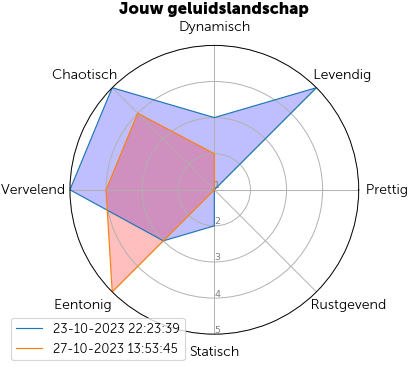 Jouw geluidslandschap
Dynamisch
Chaotisch
Levendig
Vervelend
1
Prettig
2
3
4
5
Eentonig
Rustgevend
Statisch
23-10-2023 22:23:39
27-10-2023 13:53:45